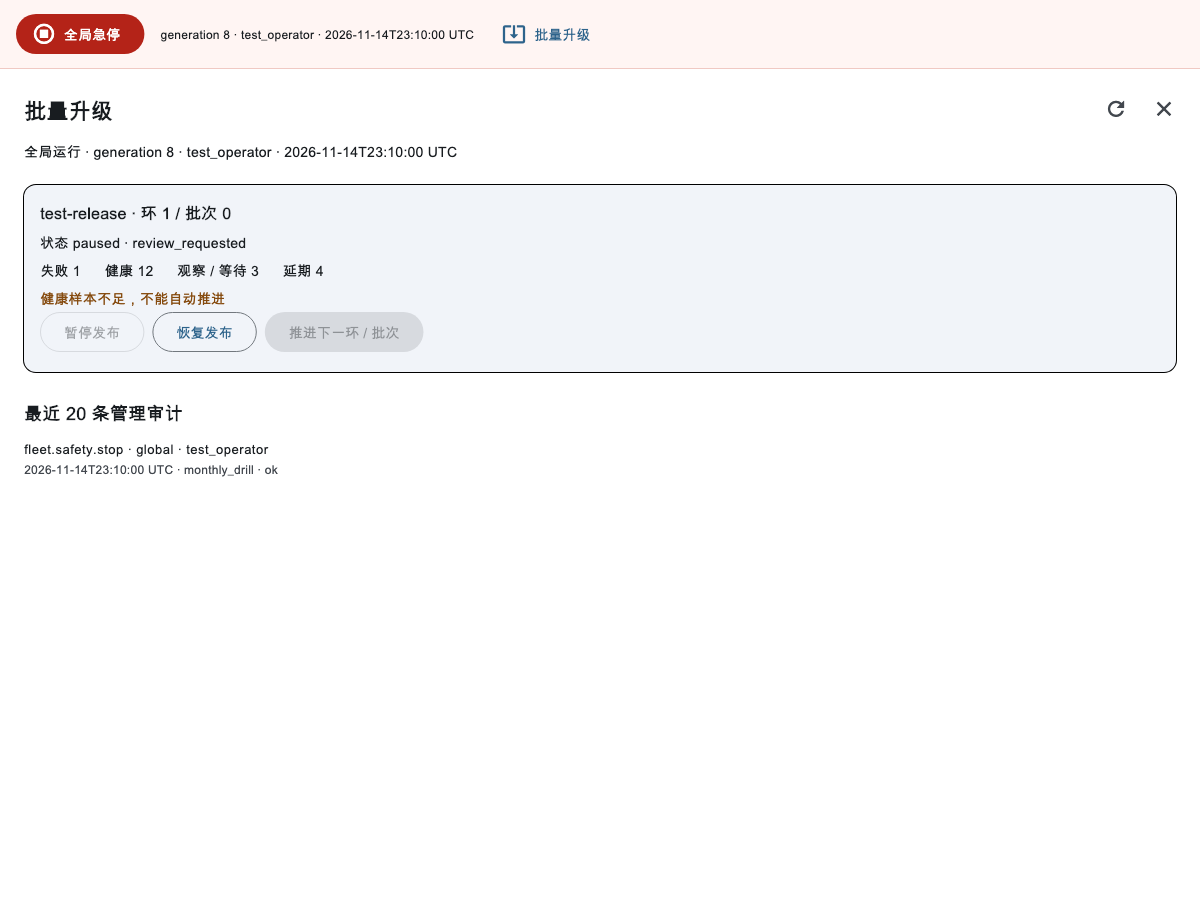 全局急停
generation 8 · test_operator · 2026-11-14T23:10:00 UTC
批量升级
批量升级
全局运行 · generation 8 · test_operator · 2026-11-14T23:10:00 UTC
test-release · 环 1 / 批次 0
状态 paused · review_requested
失败 1 健康 12 观察 / 等待 3 延期 4
健康样本不足，不能自动推进
暂停发布 恢复发布 推进下一环 / 批次
最近 20 条管理审计
fleet.safety.stop · global · test_operator
2026-11-14T23:10:00 UTC · monthly_drill · ok